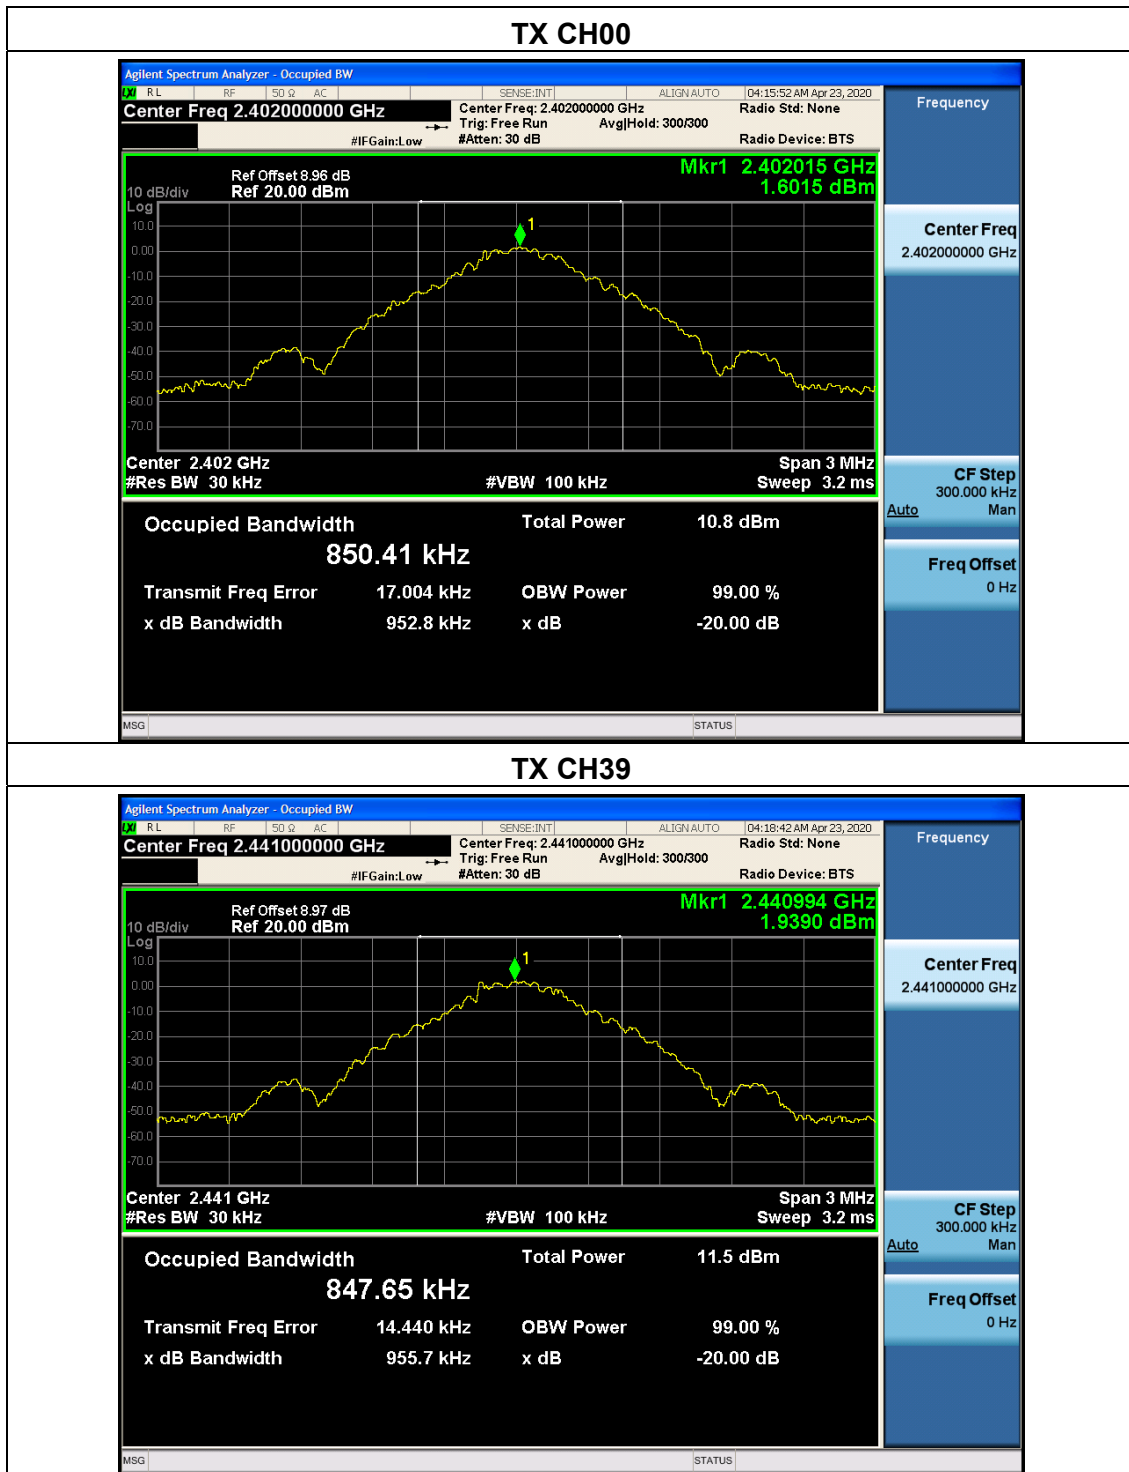 TX CH00
Agilent Spectrum Analyzer - Occupied BW
LXI RL RF 50 Ω AC SENSE:INT ALIGN AUTO 04:15:52 AM Apr 23, 2020
Center Freq 2.402000000 GHz
Center Freq: 2.402000000 GHz Radio Std: None
Trig: Free Run Avg|Hold: 300/300
#IFGain:Low #Atten: 30 dB Radio Device: BTS
Frequency
Mkr1 2.402015 GHz
1.6015 dBm
Ref Offset 8.96 dB
10 dB/div Ref 20.00 dBm
Log
10.0
0.00
-10.0
-20.0
-30.0
-40.0
-50.0
-60.0
-70.0
1
Center 2.402 GHz Span 3 MHz
#Res BW 30 kHz #VBW 100 kHz Sweep 3.2 ms
Center Freq
2.402000000 GHz
CF Step
300.000 kHz
Auto Man
Freq Offset
0 Hz
Occupied Bandwidth Total Power 10.8 dBm
850.41 kHz
Transmit Freq Error 17.004 kHz OBW Power 99.00 %
x dB Bandwidth 952.8 kHz x dB -20.00 dB
MSG STATUS
TX CH39
Agilent Spectrum Analyzer - Occupied BW
LXI RL RF 50 Ω AC SENSE:INT ALIGN AUTO 04:18:42 AM Apr 23, 2020
Center Freq 2.441000000 GHz
Center Freq: 2.441000000 GHz Radio Std: None
Trig: Free Run Avg|Hold: 300/300
#IFGain:Low #Atten: 30 dB Radio Device: BTS
Frequency
Mkr1 2.440994 GHz
1.9390 dBm
Ref Offset 8.97 dB
10 dB/div Ref 20.00 dBm
Log
10.0
0.00
-10.0
-20.0
-30.0
-40.0
-50.0
-60.0
-70.0
1
Center 2.441 GHz Span 3 MHz
#Res BW 30 kHz #VBW 100 kHz Sweep 3.2 ms
Center Freq
2.441000000 GHz
CF Step
300.000 kHz
Auto Man
Freq Offset
0 Hz
Occupied Bandwidth Total Power 11.5 dBm
847.65 kHz
Transmit Freq Error 14.440 kHz OBW Power 99.00 %
x dB Bandwidth 955.7 kHz x dB -20.00 dB
MSG STATUS